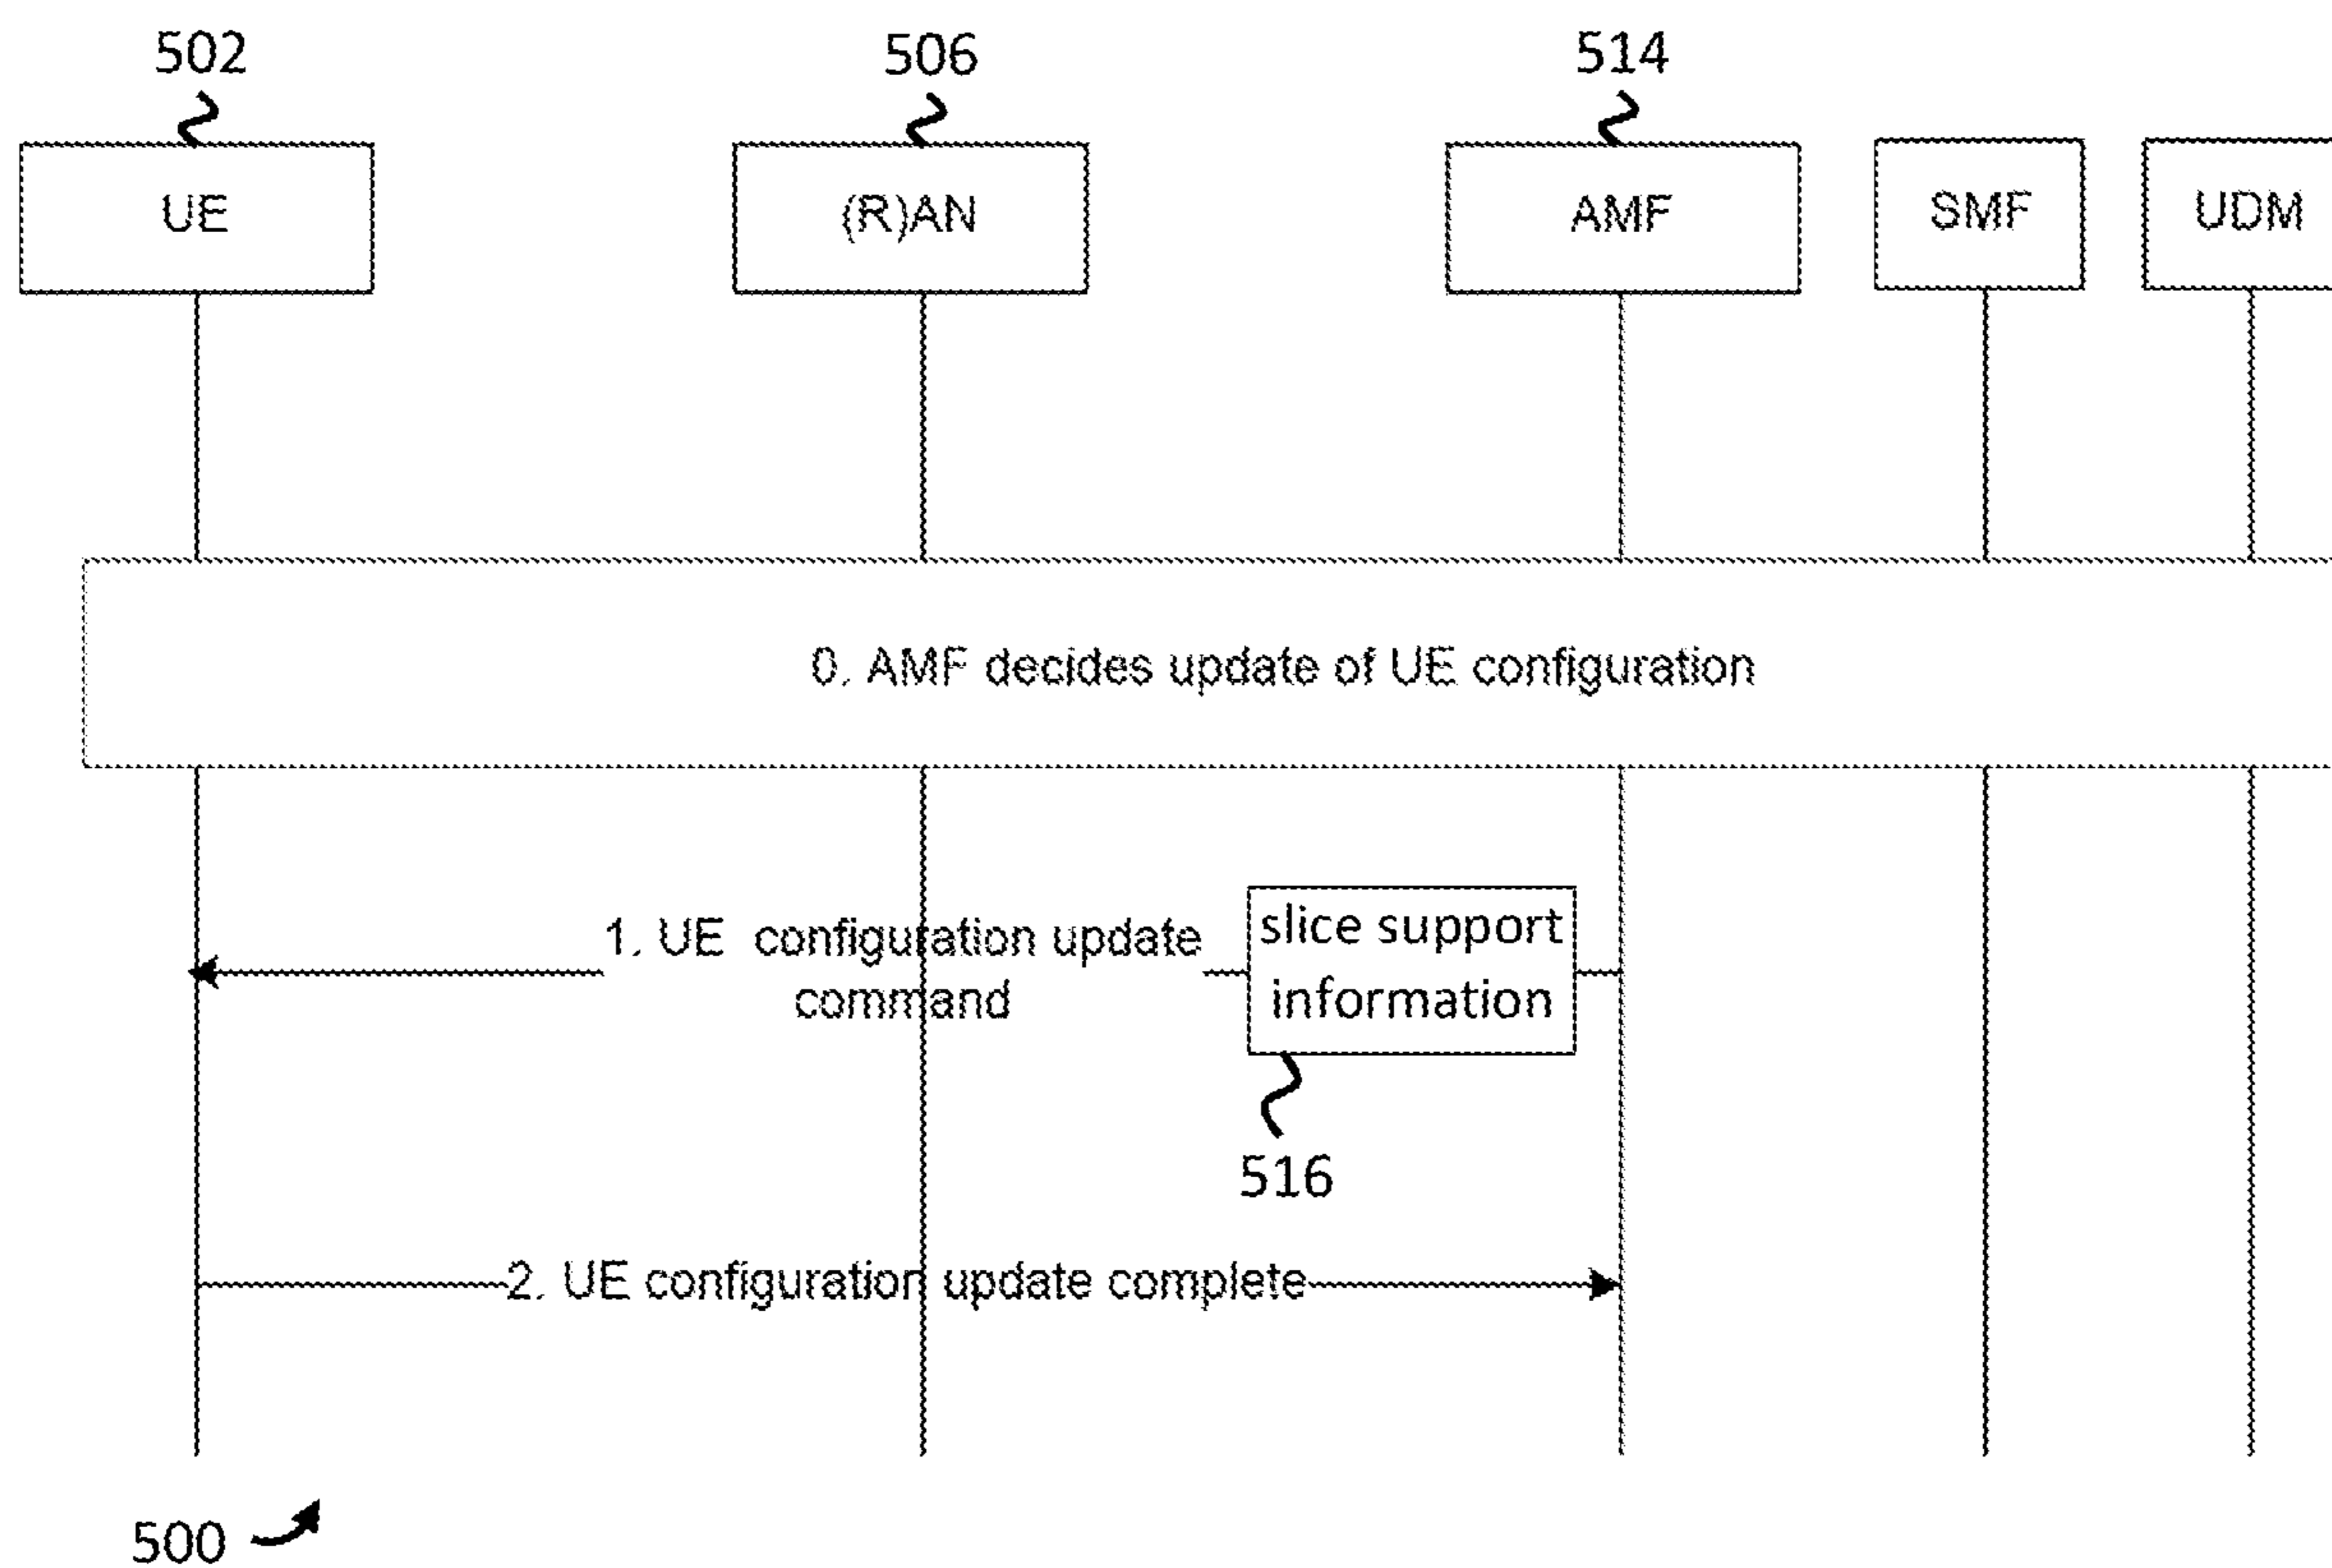 502
506
514
UE
(R)AN
AMF
SMF
UDM
0. AMF decides update of UE configuration
1. UE configuration update
command
slice support
information
516
2. UE configuration update complete
500